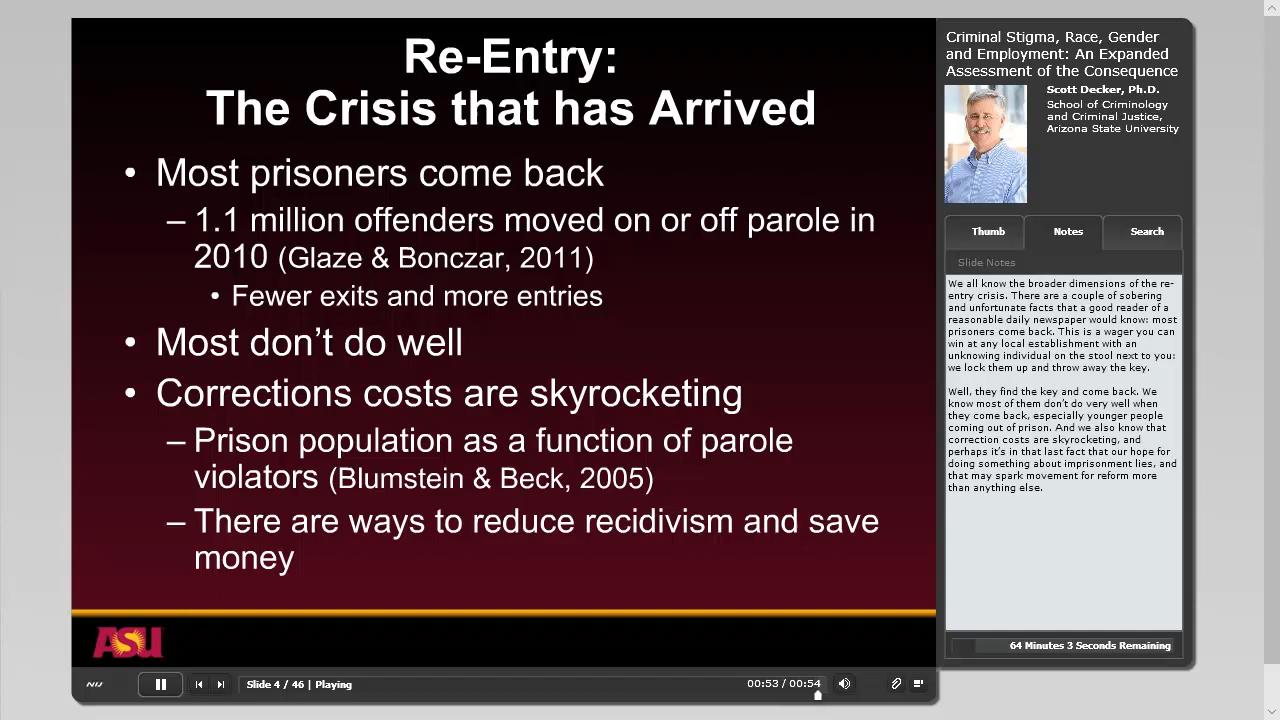 Re-Entry:
The Crisis that has Arrived
• Most prisoners come back
– 1.1 million offenders moved on or off parole in
2010 (Glaze & Bonczar, 2011)
• Fewer exits and more entries
• Most don't do well
• Corrections costs are skyrocketing
– Prison population as a function of parole
violators (Blumstein & Beck, 2005)
– There are ways to reduce recidivism and save
money
ASU
Slide 4 / 46 | Playing
00:53 / 00:54
Criminal Stigma, Race, Gender
and Employment: An Expanded
Assessment of the Consequence
Scott Decker, Ph.D.
School of Criminology
and Criminal Justice,
Arizona State University
Thumb Notes Search
Slide Notes
We all know the broader dimensions of the re-
entry crisis. There are a couple of sobering
and unfortunate facts that a good reader of a
reasonable daily newspaper would know: most
prisoners come back. This is a wager you can
win at any local establishment with an
unknowing individual on the stool next to you:
we lock them up and throw away the key.
Well, they find the key and come back. We
know most of them don't do very well when
they come back, especially younger people
coming out of prison. And we also know that
correction costs are skyrocketing, and
perhaps it's in that last fact that our hope for
doing something about imprisonment lies, and
that may spark movement for reform more
than anything else.
64 Minutes 3 Seconds Remaining